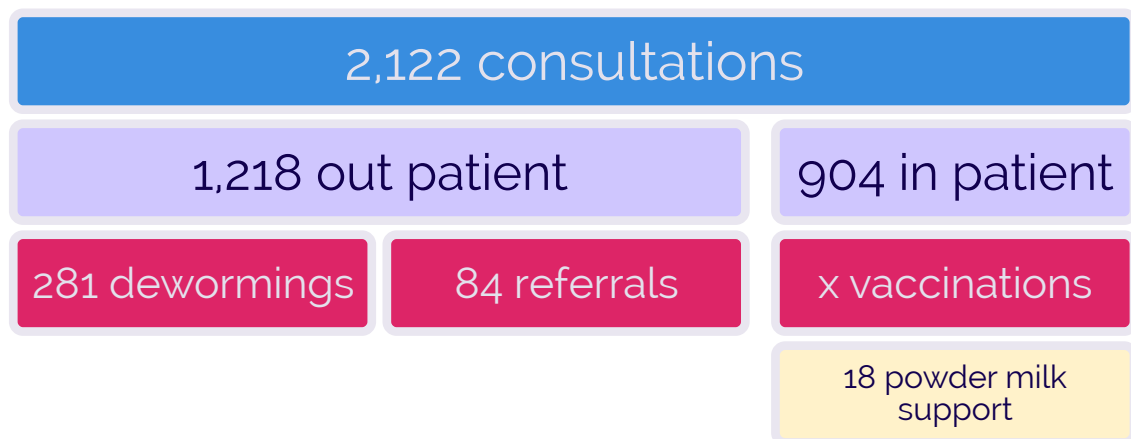 2,122 consultations
1,218 out patient
904 in patient
281 dewormings
84 referrals
x vaccinations
18 powder milk
support